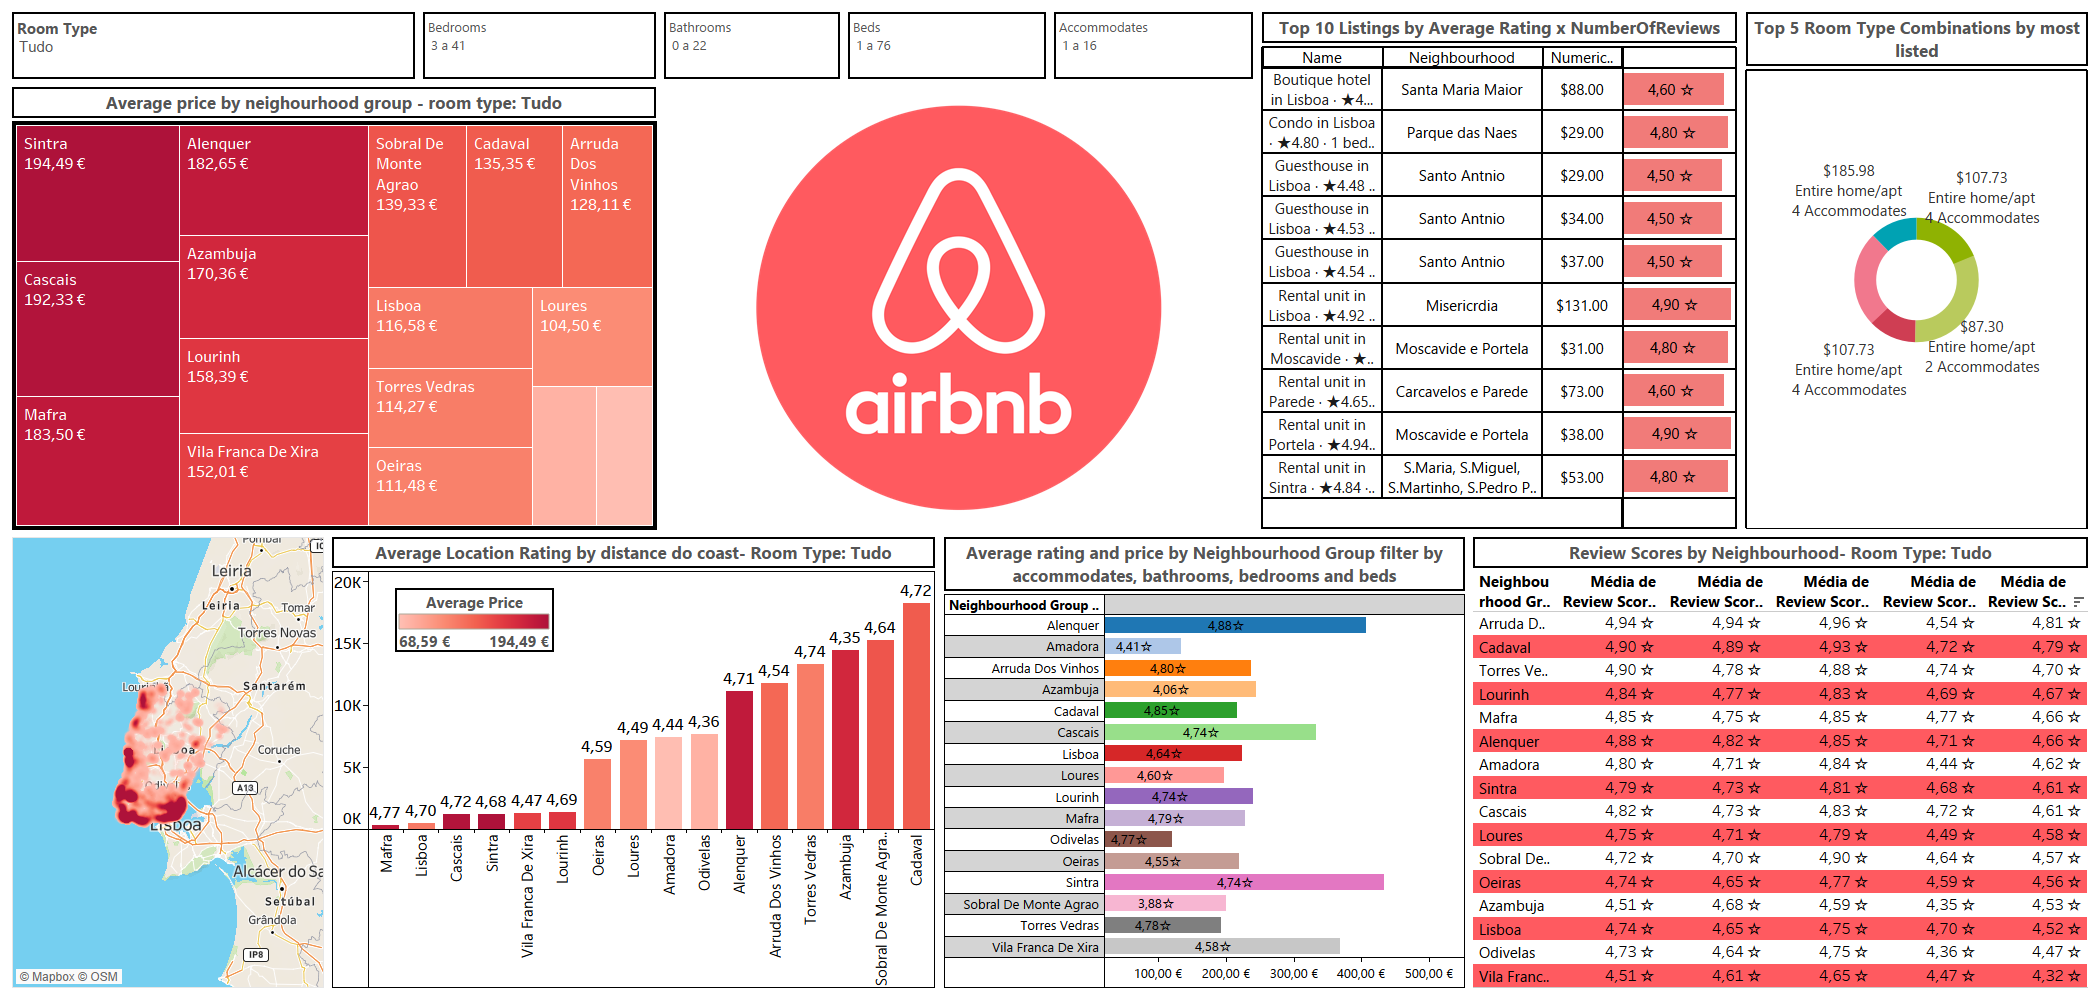 Room Type
Tudo
Bedrooms
3 a 41
Bathrooms
0 a 22
Beds
1 a 76
Accommodates
1 a 16
Average price by neighourhood group - room type: Tudo
Sintra
194,49 €
Cascais
192,33 €
Mafra
183,50 €
Alenquer
182,65 €
Azambuja
170,36 €
Lourinh
158,39 €
Vila Franca De Xira
152,01 €
Sobral De
Monte
Agrao
139,33 €
Cadaval
135,35 €
Arruda
Dos
Vinhos
128,11 €
Lisboa
116,58 €
Torres Vedras
114,27 €
Oeiras
111,48 €
Loures
104,50 €
airbnb
Top 10 Listings by Average Rating x NumberOfReviews
Name Neighbourhood Numeric..
Boutique hotel
in Lisboa · ★4... Santa Maria Maior $88.00 4,60 ☆
Condo in Lisboa
· ★4.80 · 1 bed.. Parque das Naes $29.00 4,80 ☆
Guesthouse in
Lisboa · ★4.48 .. Santo Antnio $29.00 4,50 ☆
Guesthouse in
Lisboa · ★4.53 .. Santo Antnio $34.00 4,50 ☆
Guesthouse in
Lisboa · ★4.54 .. Santo Antnio $37.00 4,50 ☆
Rental unit in
Lisboa · ★4.92 .. Misericrdia $131.00 4,90 ☆
Rental unit in
Moscavide · ★.. Moscavide e Portela $31.00 4,80 ☆
Rental unit in
Parede · ★4.65.. Carcavelos e Parede $73.00 4,60 ☆
Rental unit in
Portela · ★4.94.. Moscavide e Portela $38.00 4,90 ☆
Rental unit in
Sintra · ★4.84 ·.. S.Maria, S.Miguel,
S.Martinho, S.Pedro P.. $53.00 4,80 ☆
Top 5 Room Type Combinations by most
listed
$185.98
Entire home/apt
4 Accommodates
$107.73
Entire home/apt
4 Accommodates
$107.73
Entire home/apt
4 Accommodates
$87.30
Entire home/apt
2 Accommodates
Pombal
Leiria
Leiria
Tomar
Torres Novas
Lourinhã
Santarém
Lisboa
Coruche
A13
Lisboa
Alcácer do Sa
Setúbal
Grândola
IP8
© Mapbox © OSM
Average Location Rating by distance do coast- Room Type: Tudo
Average Price
68,59 € 194,49 €
20K
15K
10K
5K
0K
4,77 4,70 4,72 4,68 4,47 4,69 4,59 4,49 4,44 4,36 4,71 4,54 4,74 4,35 4,64 4,72
Mafra
Lisboa
Cascais
Sintra
Vila Franca De Xira
Lourinh
Oeiras
Loures
Amadora
Odivelas
Alenquer
Arruda Dos Vinhos
Torres Vedras
Azambuja
Sobral De Monte Agra..
Cadaval
Average rating and price by Neighbourhood Group filter by
accommodates, bathrooms, bedrooms and beds
Neighbourhood Group ..
Alenquer 4,88☆
Amadora 4,41☆
Arruda Dos Vinhos 4,80☆
Azambuja 4,06☆
Cadaval 4,85☆
Cascais 4,74☆
Lisboa 4,64☆
Loures 4,60☆
Lourinh 4,74☆
Mafra 4,79☆
Odivelas 4,77☆
Oeiras 4,55☆
Sintra 4,74☆
Sobral De Monte Agrao 3,88☆
Torres Vedras 4,78☆
Vila Franca De Xira 4,58☆
100,00 € 200,00 € 300,00 € 400,00 € 500,00 €
Review Scores by Neighbourhood- Room Type: Tudo
Neighbou Média de Média de Média de Média de Média de
rhood Gr.. Review Scor.. Review Scor.. Review Scor.. Review Scor.. Review Sc..
Arruda D.. 4,94 ☆ 4,94 ☆ 4,96 ☆ 4,54 ☆ 4,81 ☆
Cadaval 4,90 ☆ 4,89 ☆ 4,93 ☆ 4,72 ☆ 4,79 ☆
Torres Ve.. 4,90 ☆ 4,78 ☆ 4,88 ☆ 4,74 ☆ 4,70 ☆
Lourinh 4,84 ☆ 4,77 ☆ 4,83 ☆ 4,69 ☆ 4,67 ☆
Mafra 4,85 ☆ 4,75 ☆ 4,85 ☆ 4,77 ☆ 4,66 ☆
Alenquer 4,88 ☆ 4,82 ☆ 4,85 ☆ 4,71 ☆ 4,66 ☆
Amadora 4,80 ☆ 4,71 ☆ 4,84 ☆ 4,44 ☆ 4,62 ☆
Sintra 4,79 ☆ 4,73 ☆ 4,81 ☆ 4,68 ☆ 4,61 ☆
Cascais 4,82 ☆ 4,73 ☆ 4,83 ☆ 4,72 ☆ 4,61 ☆
Loures 4,75 ☆ 4,71 ☆ 4,79 ☆ 4,49 ☆ 4,58 ☆
Sobral De.. 4,72 ☆ 4,70 ☆ 4,90 ☆ 4,64 ☆ 4,57 ☆
Oeiras 4,74 ☆ 4,65 ☆ 4,77 ☆ 4,59 ☆ 4,56 ☆
Azambuja 4,51 ☆ 4,68 ☆ 4,59 ☆ 4,35 ☆ 4,53 ☆
Lisboa 4,74 ☆ 4,65 ☆ 4,75 ☆ 4,70 ☆ 4,52 ☆
Odivelas 4,73 ☆ 4,64 ☆ 4,75 ☆ 4,36 ☆ 4,47 ☆
Vila Franc.. 4,51 ☆ 4,61 ☆ 4,65 ☆ 4,47 ☆ 4,32 ☆